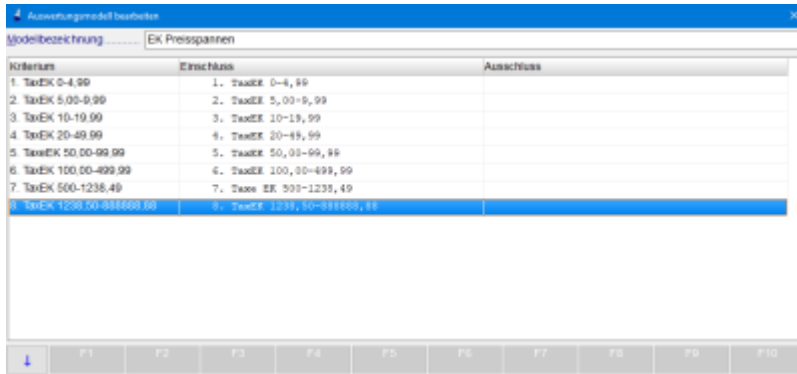 Auswertungsmodell bearbeiten
Modellbezeichnung......... EK Preisspannen
Kriterium Einschluss Ausschluss
1. TaxEK 0-4,99 1. TaxEK 0-4,99
2. TaxEK 5,00-9,99 2. TaxEK 5,00-9,99
3. TaxEK 10-19,99 3. TaxEK 10-19,99
4. TaxEK 20-49,99 4. TaxEK 20-49,99
5. TaxeEK 50,00-99,99 5. TaxEK 50,00-99,99
6. TaxEK 100,00-499,99 6. TaxEK 100,00-499,99
7. TaxEK 500-1238,49 7. Taxe EK 500-1238,49
8. TaxEK 1238,50-888888,88 8. TaxEK 1238,50-888888,88
↓ F1 F2 F3 F4 F5 F6 F7 F8 F9 F10